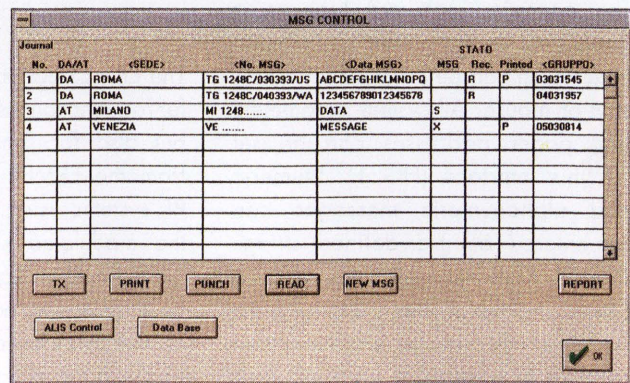 MSG CONTROL
Journal
STATO
No. DA/AT <SEDE> <No. MSG> <Data MSG> MSG Rec. Printed <GRUPPO>
1 DA ROMA TG 1248C/030393/US ABCDEFGHIKLMNOPQ R P 03031545
2 DA ROMA TG 1248C/040393/WA 123456789012345678 R 04031957
3 AT MILANO MI 1248....... DATA S
4 AT VENEZIA VE ....... MESSAGE X P 05030814
TX PRINT PUNCH READ NEW MSG REPORT
ALIS Control Data Base
OK